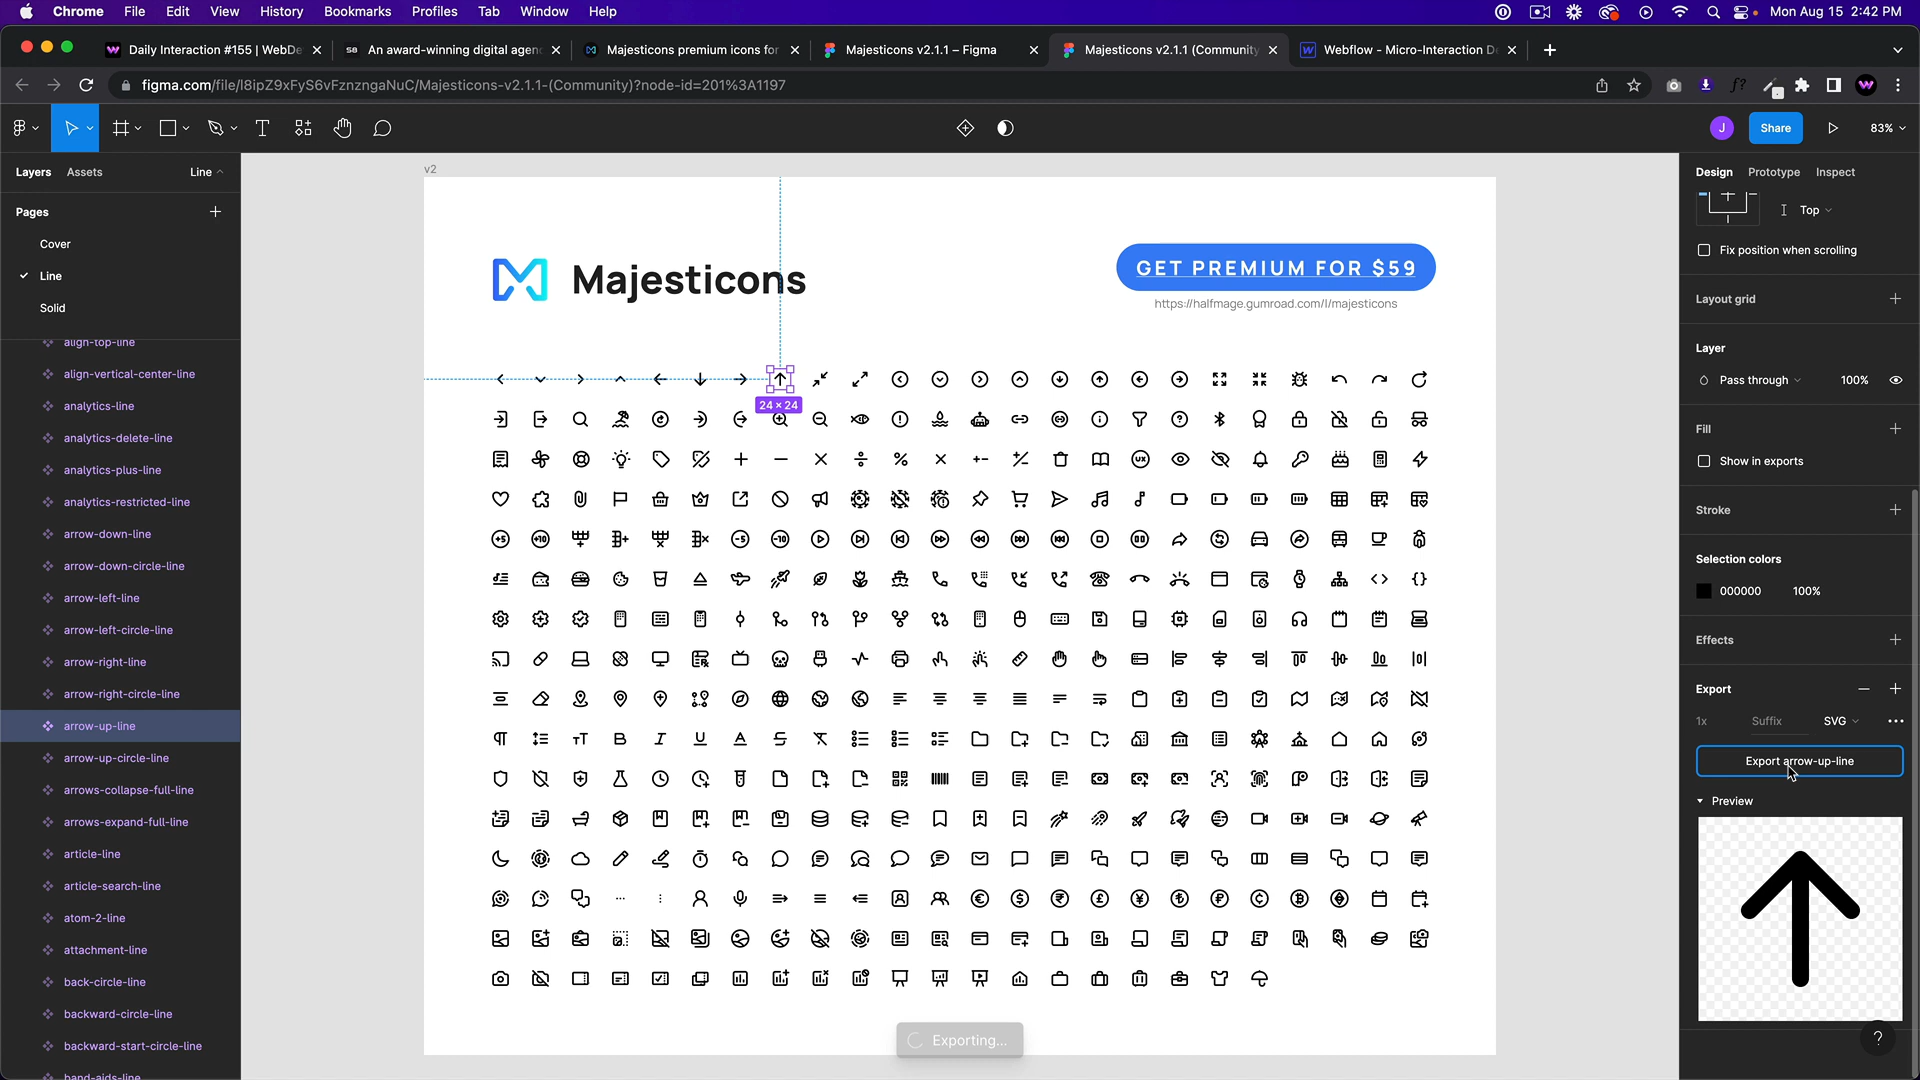 Chrome File Edit View History Bookmarks Profiles Tab Window Help Mon Aug 15 2:42 PM
Daily Interaction #155 | WebDe An award-winning digital agen Majesticons premium icons for Majesticons v2.1.1 – Figma Majesticons v2.1.1 (Community Webflow - Micro-Interaction D
figma.com/file/I8ipZ9xFyS6vFznzngaNuC/Majesticons-v2.1.1-(Community)?node-id=201%3A1197
J Share 83%
Layers Assets Line
Pages
Cover
Line
Solid
align-top-line
align-vertical-center-line
analytics-line
analytics-delete-line
analytics-plus-line
analytics-restricted-line
arrow-down-line
arrow-down-circle-line
arrow-left-line
arrow-left-circle-line
arrow-right-line
arrow-right-circle-line
arrow-up-line
arrow-up-circle-line
arrows-collapse-full-line
arrows-expand-full-line
article-line
article-search-line
atom-2-line
attachment-line
back-circle-line
backward-circle-line
backward-start-circle-line
band-aids-line
v2
Majesticons
GET PREMIUM FOR $59
https://halfmage.gumroad.com/l/majesticons
24 × 24
Exporting...
Design Prototype Inspect
Top
Fix position when scrolling
Layout grid
Layer
Pass through 100%
Fill
Show in exports
Stroke
Selection colors
000000 100%
Effects
Export
1x Suffix SVG
Export arrow-up-line
Preview
?